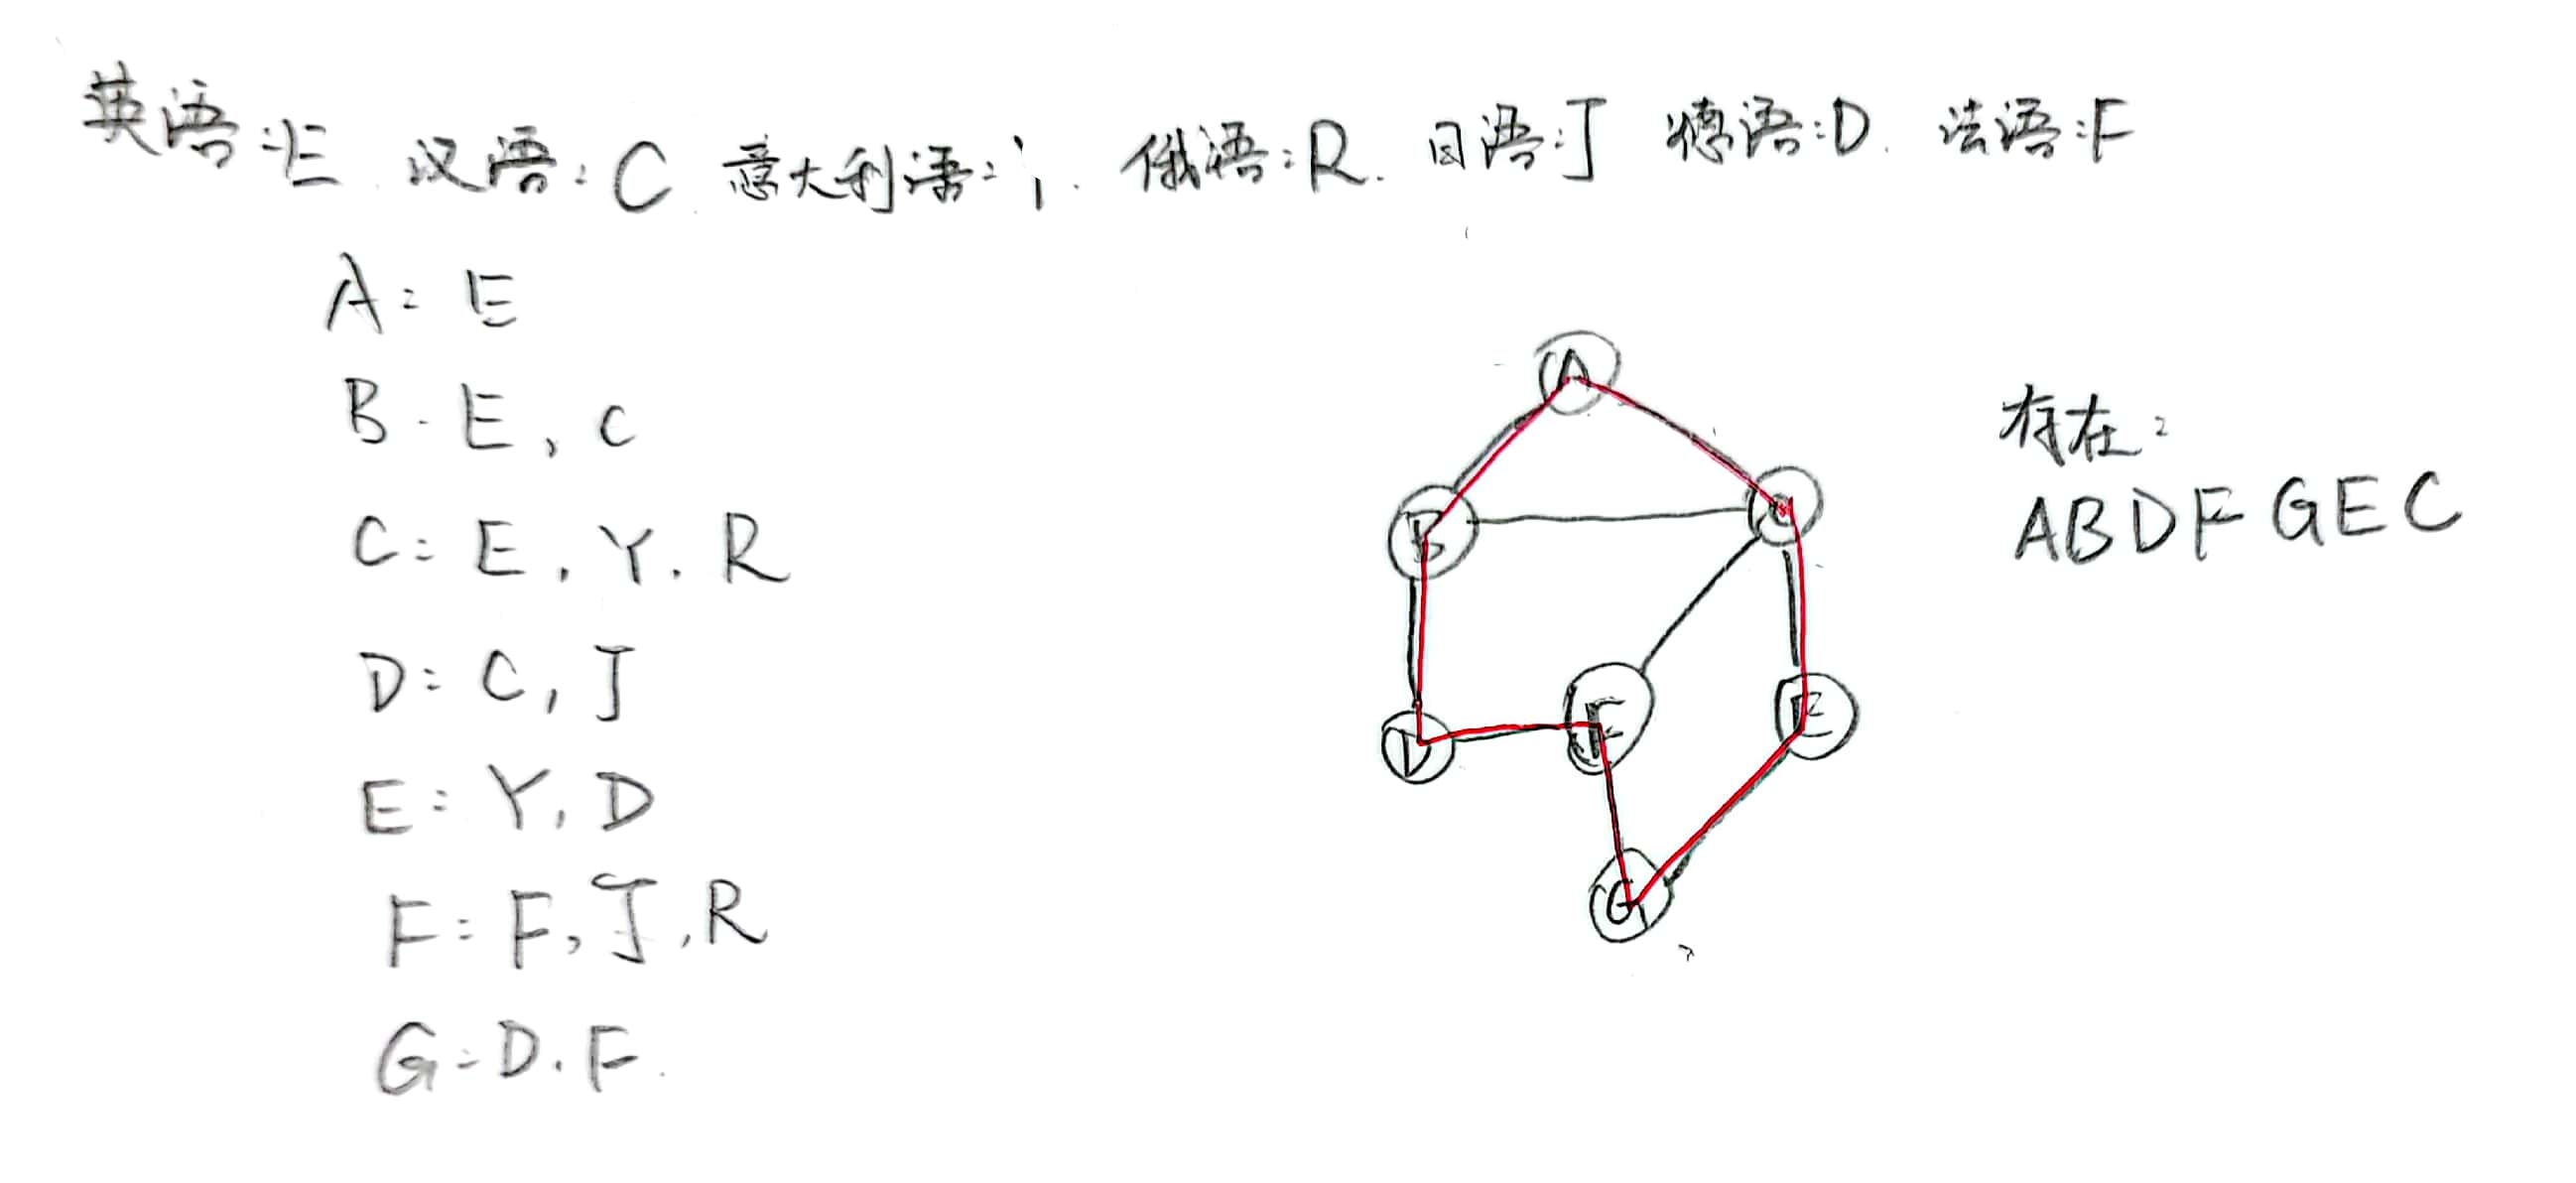 英语:E 汉语:C 意大利语:i. 俄语:R. 日语:J 德语:D. 法语:F
A: E
B. E, C
C: E, Y. R
D: C, J
E: Y, D
F: F, J, R
G: D. F.
A
B
C
D
F
E
G
存在:
ABDFGEC